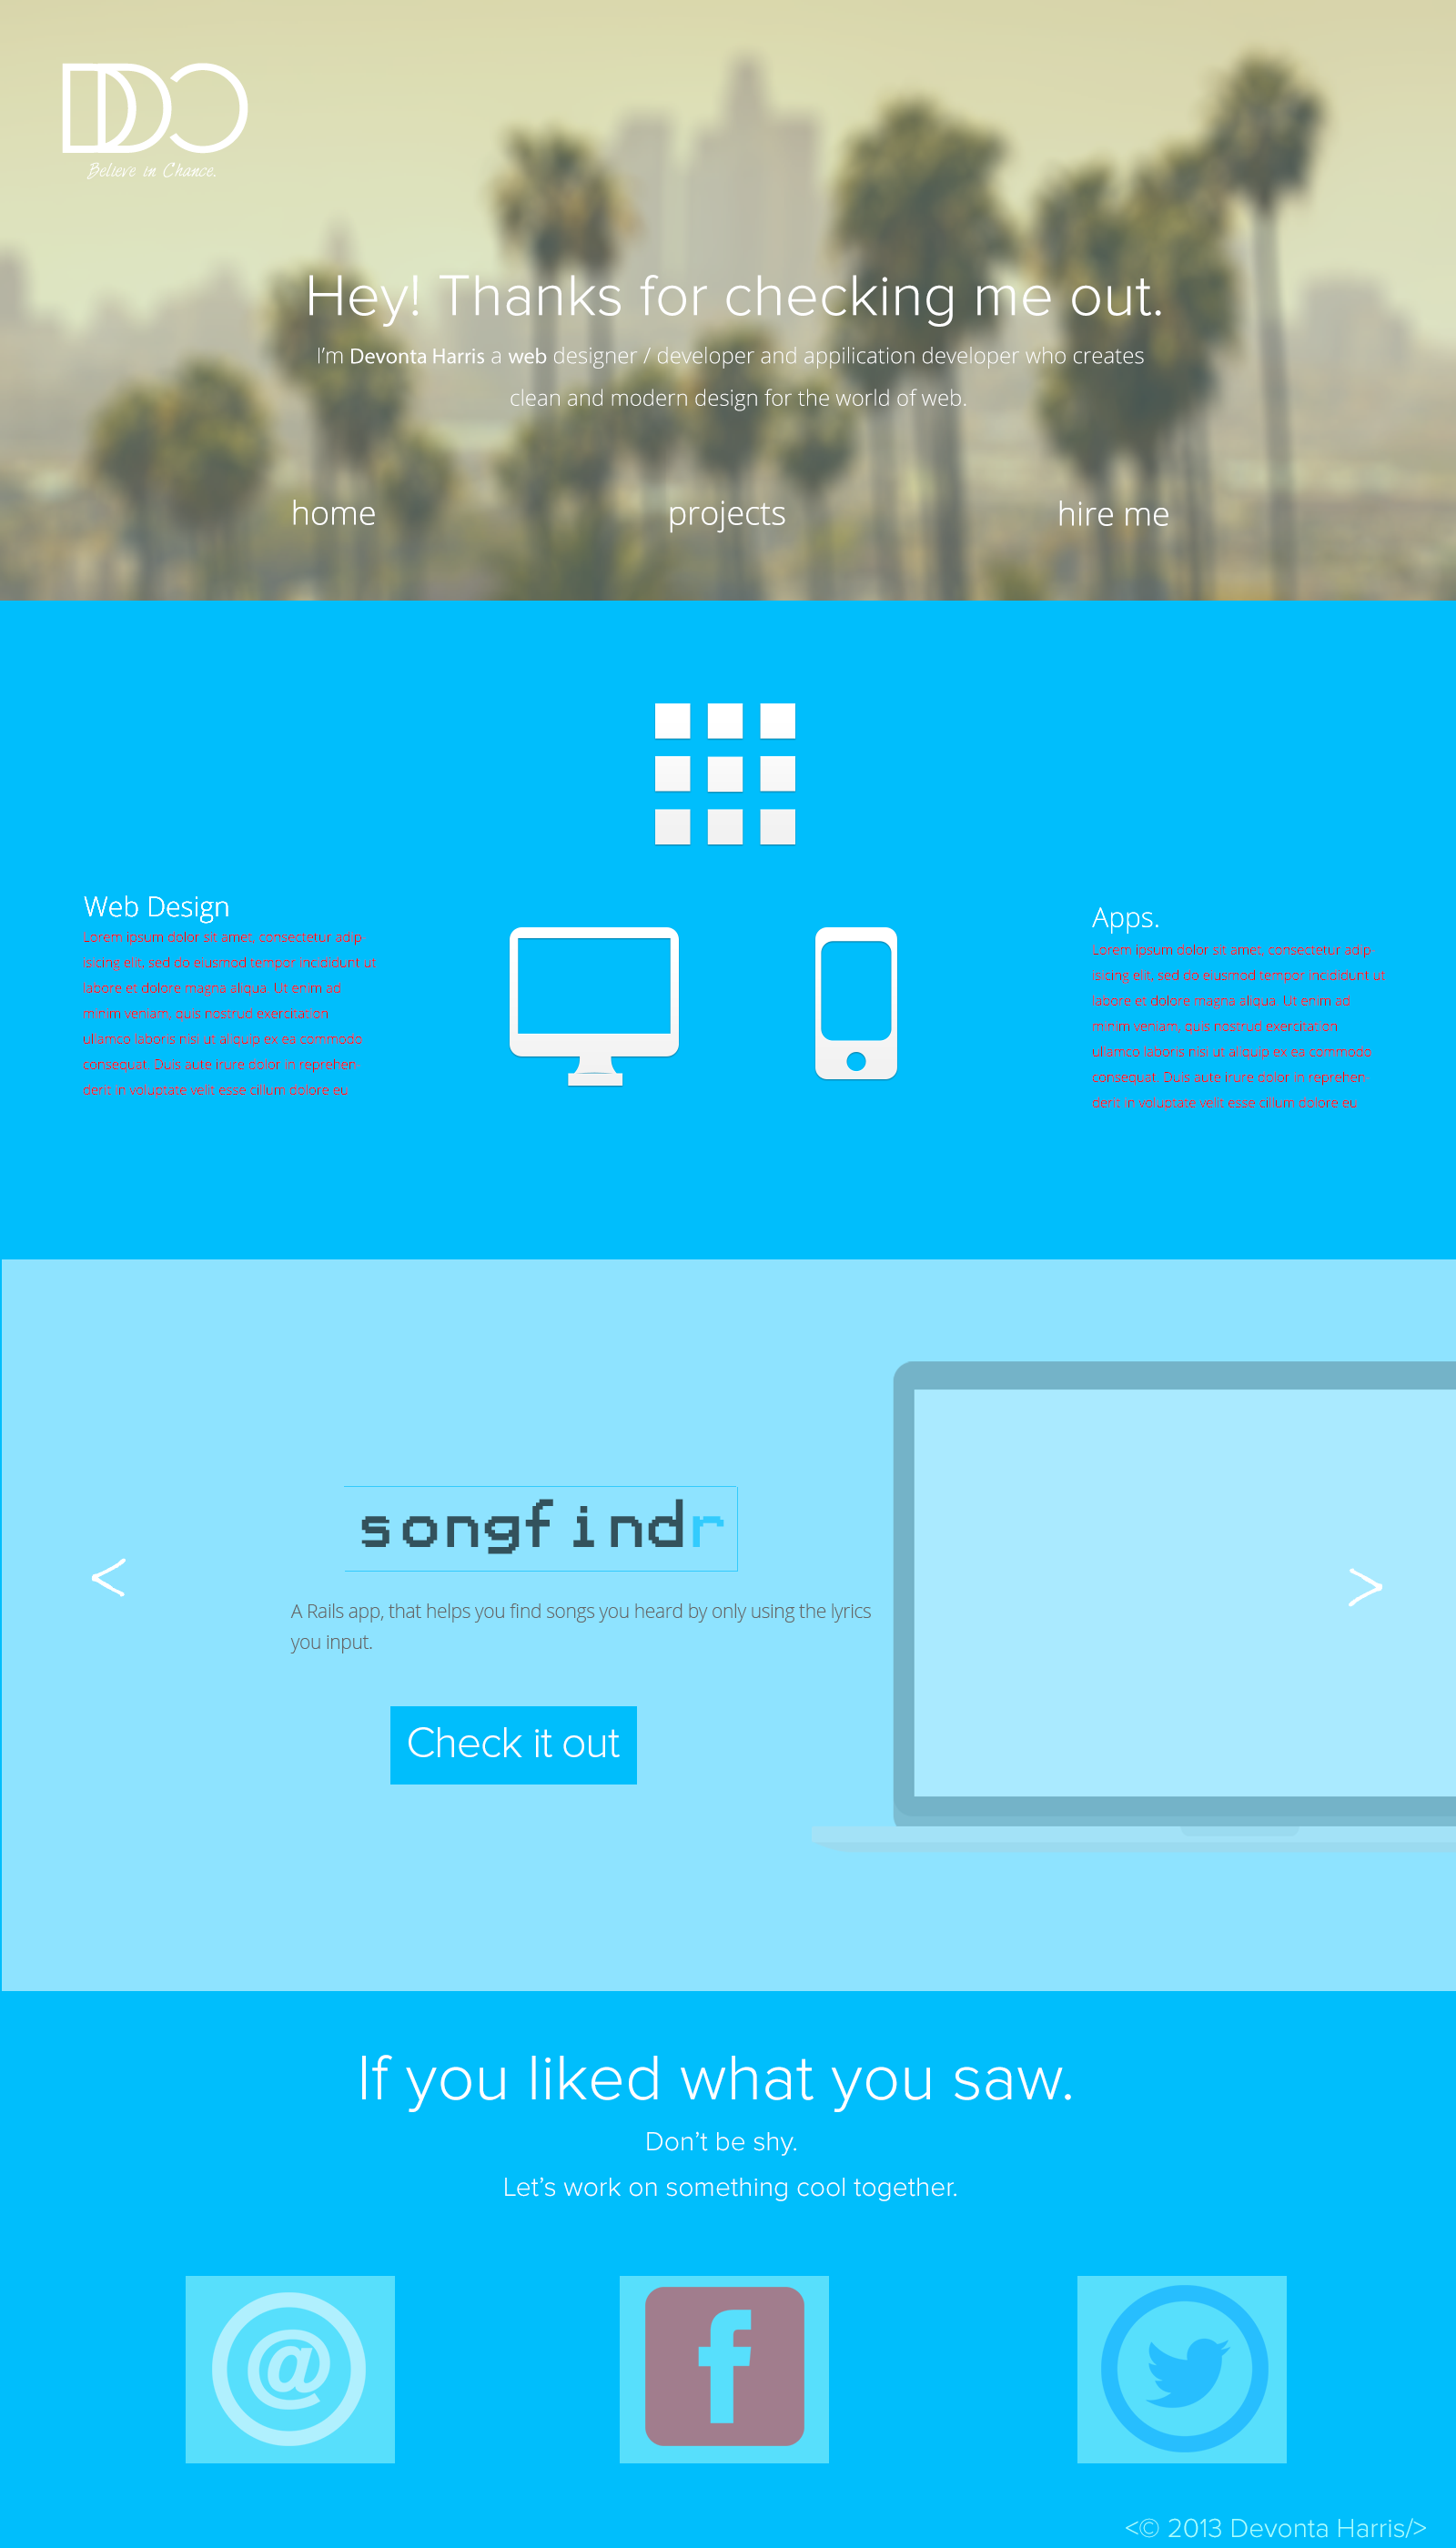 DDC
Believe in Chance.
Hey! Thanks for checking me out.
I'm Devonta Harris a web designer / developer and appilication developer who creates
clean and modern design for the world of web.
home
projects
hire me
Web Design
Lorem ipsum dolor sit amet, consectetur adip-
isicing elit, sed do eiusmod tempor incididunt ut
labore et dolore magna aliqua. Ut enim ad
minim veniam, quis nostrud exercitation
ullamco laboris nisi ut aliquip ex ea commodo
consequat. Duis aute irure dolor in reprehen-
derit in voluptate velit esse cillum dolore eu
Apps.
Lorem ipsum dolor sit amet, consectetur adip-
isicing elit, sed do eiusmod tempor incididunt ut
labore et dolore magna aliqua. Ut enim ad
minim veniam, quis nostrud exercitation
ullamco laboris nisi ut aliquip ex ea commodo
consequat. Duis aute irure dolor in reprehen-
derit in voluptate velit esse cillum dolore eu
songfindr
<
>
A Rails app, that helps you find songs you heard by only using the lyrics
you input.
Check it out
If you liked what you saw.
Don't be shy.
Let's work on something cool together.
@
f
<© 2013 Devonta Harris/>